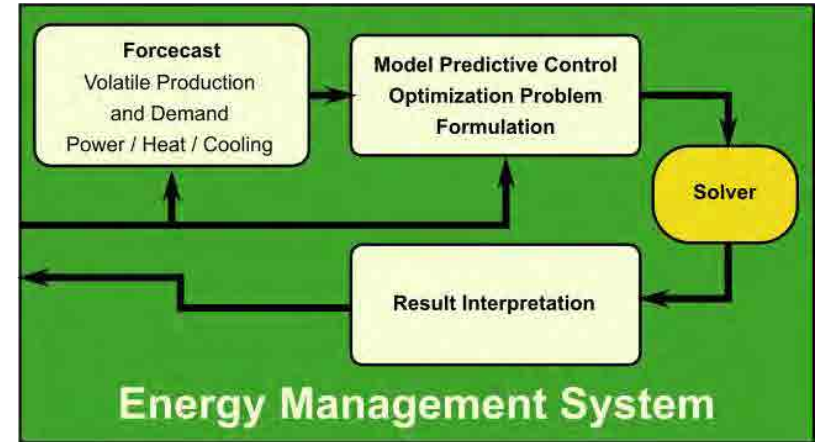 Forcecast
Volatile Production
and Demand
Power / Heat / Cooling
Model Predictive Control
Optimization Problem
Formulation
Solver
Result Interpretation
Energy Management System